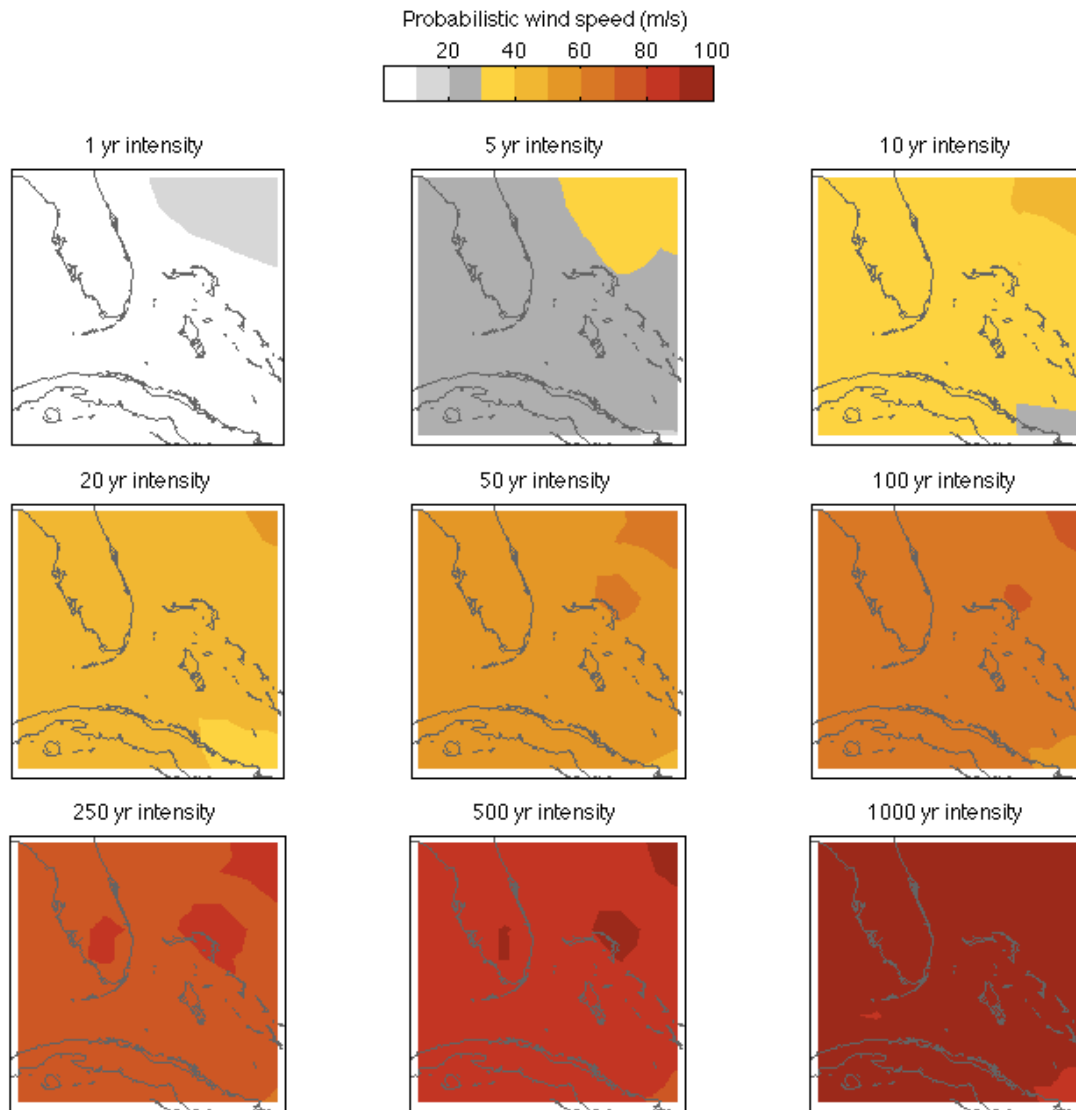 Probabilistic wind speed (m/s)
20 40 60 80 100
1 yr intensity 5 yr intensity 10 yr intensity
20 yr intensity 50 yr intensity 100 yr intensity
250 yr intensity 500 yr intensity 1000 yr intensity